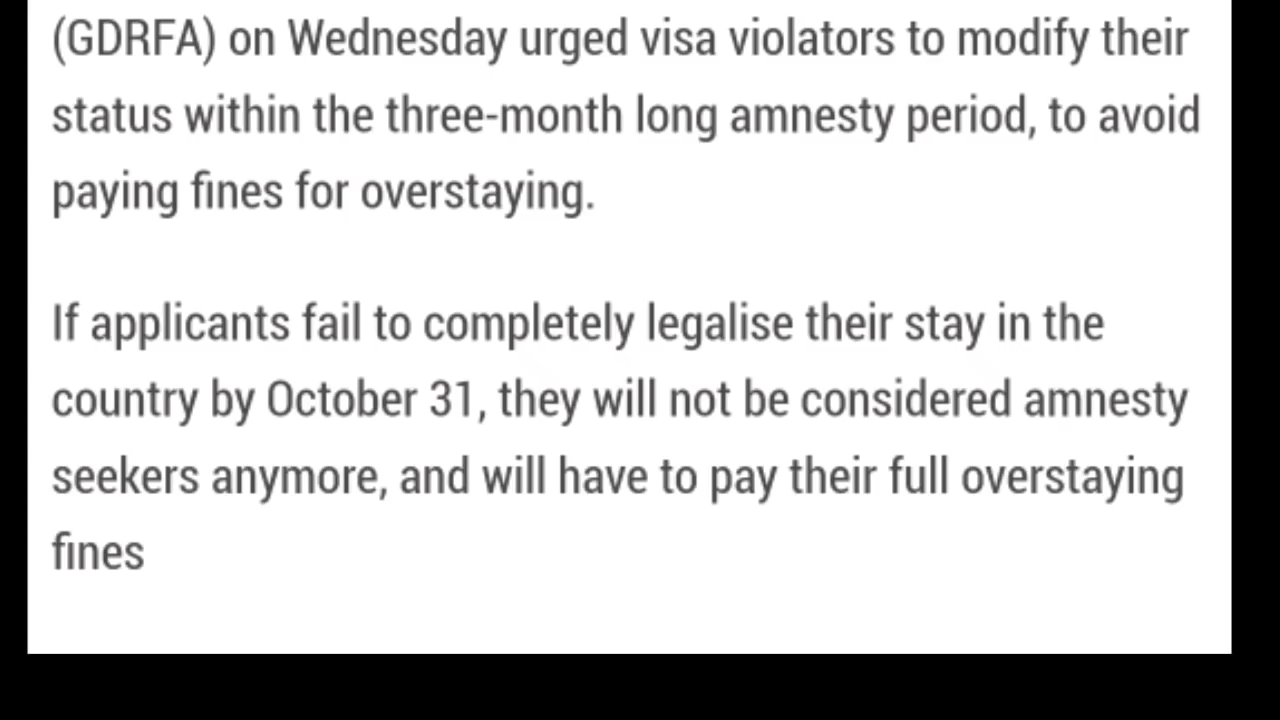 (GDRFA) on Wednesday urged visa violators to modify their
status within the three-month long amnesty period, to avoid
paying fines for overstaying.
If applicants fail to completely legalise their stay in the
country by October 31, they will not be considered amnesty
seekers anymore, and will have to pay their full overstaying
fines